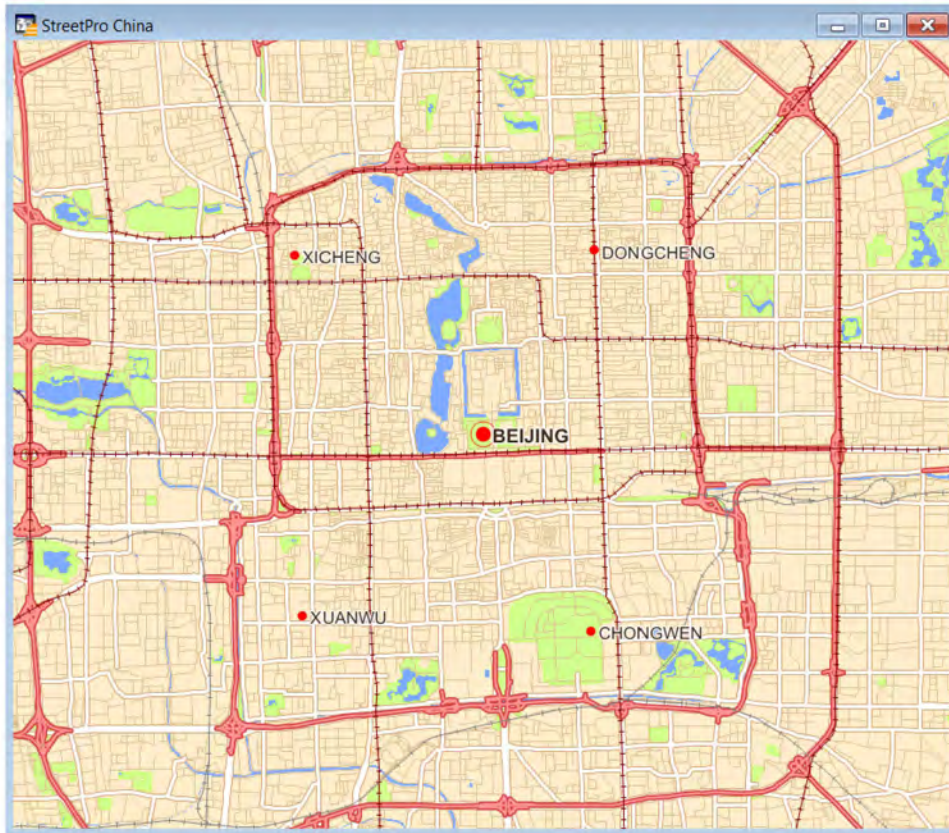 StreetPro China
XICHENG
DONGCHENG
BEIJING
XUANWU
CHONGWEN